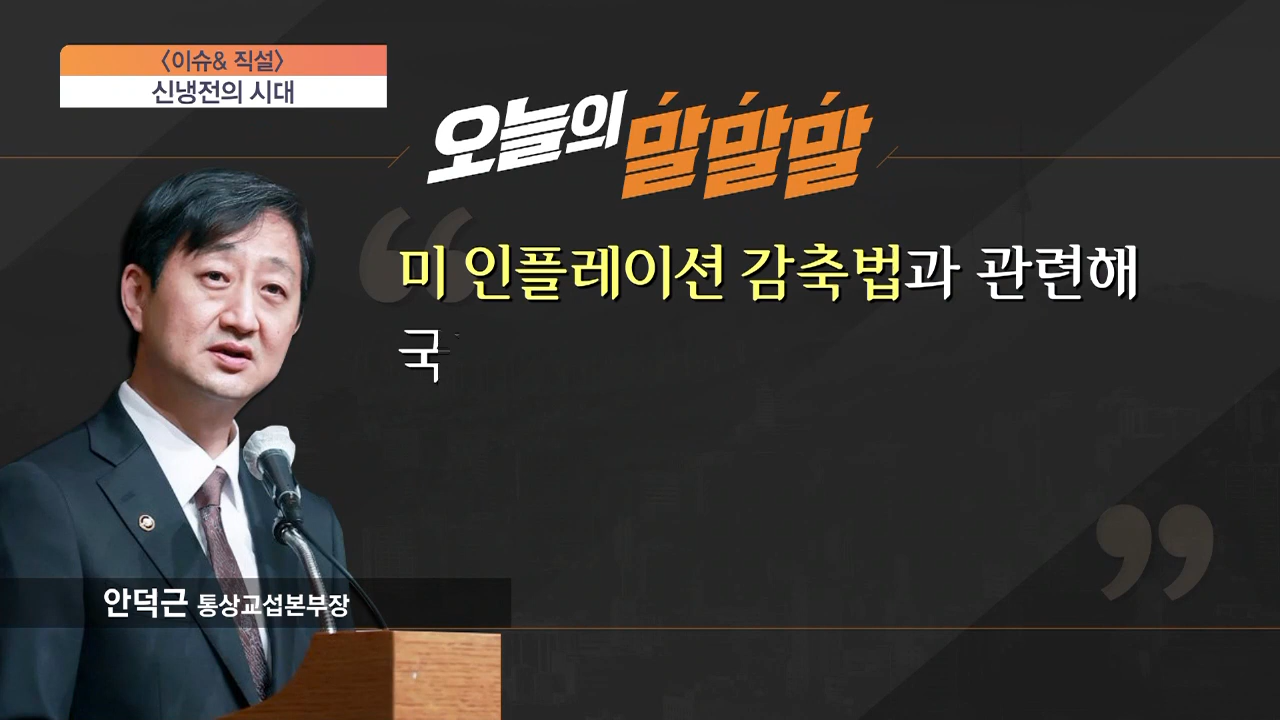 〈이슈& 직설〉
신냉전의 시대
오늘의 말말말
“
미 인플레이션 감축법과 관련해
국
”
안덕근 통상교섭본부장